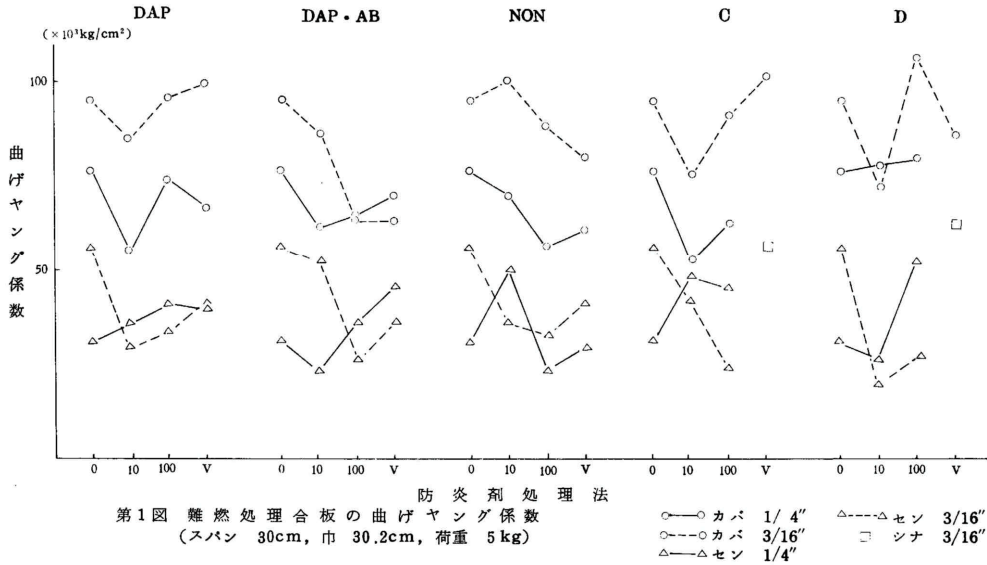 DAP DAP・AB NON C D
(×10³kg/cm²)
100
50
曲げヤング係数
0 10 100 V 0 10 100 V 0 10 100 V 0 10 100 V 0 10 100 V
防炎剤処理法
第1図 難燃処理合板の曲げヤング係数
(スパン 30cm, 巾 30.2cm, 荷重 5kg)
カバ 1/4″
カバ 3/16″
セン 1/4″
セン 3/16″
シナ 3/16″